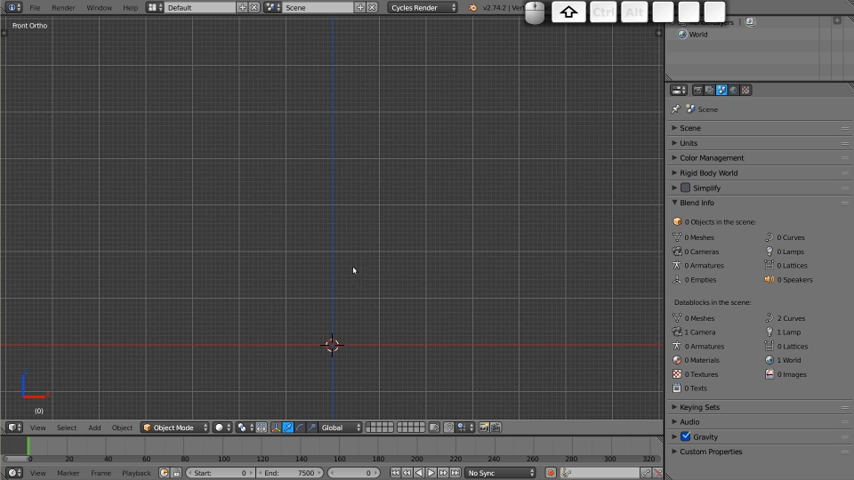 File Render Window Help Default Scene Cycles Render v2.74.2
Ctrl Alt
Front Ortho
World
Scene
Scene
Units
Color Management
Rigid Body World
Simplify
Blend Info
0 Objects in the scene:
0 Meshes 0 Curves
0 Cameras 0 Lamps
0 Armatures 0 Lattices
0 Empties 0 Speakers
Datablocks in the scene:
0 Meshes 2 Curves
1 Camera 1 Lamp
0 Armatures 0 Lattices
0 Materials 1 World
0 Textures 0 Images
0 Texts
Keying Sets
Audio
Gravity
Custom Properties
(0)
View Select Add Object Object Mode Global
0 20 40 60 80 100 120 140 160 180 200 220 240 260 280 300 320
View Marker Frame Playback Start: 0 End: 7500 0 No Sync